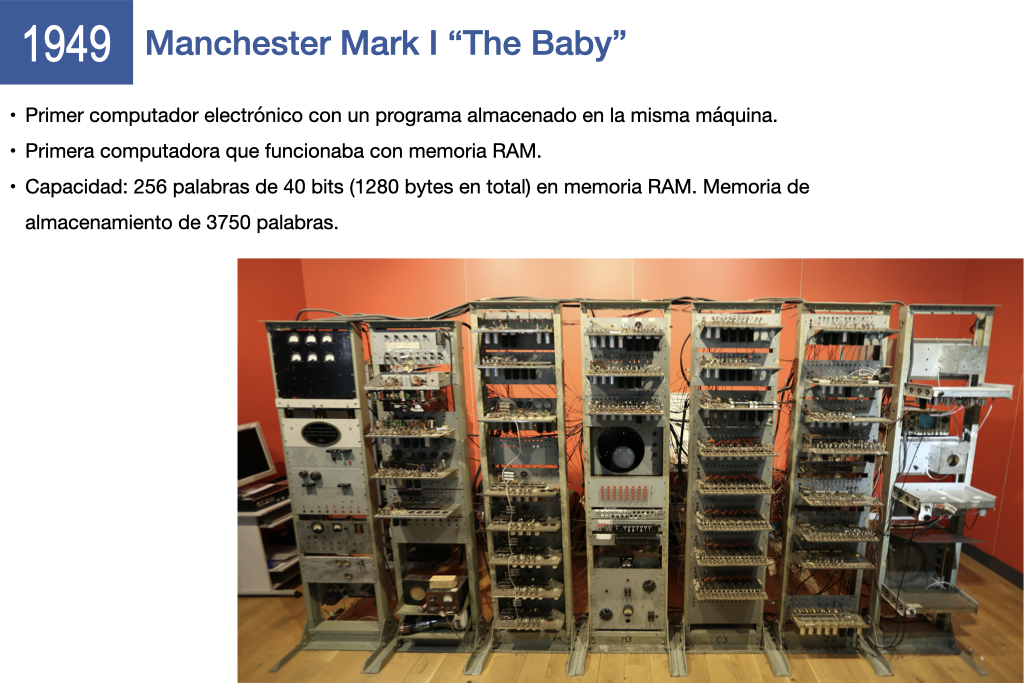 1949
Manchester Mark I “The Baby”
• Primer computador electrónico con un programa almacenado en la misma máquina.
• Primera computadora que funcionaba con memoria RAM.
• Capacidad: 256 palabras de 40 bits (1280 bytes en total) en memoria RAM. Memoria de
almacenamiento de 3750 palabras.
M3
C3